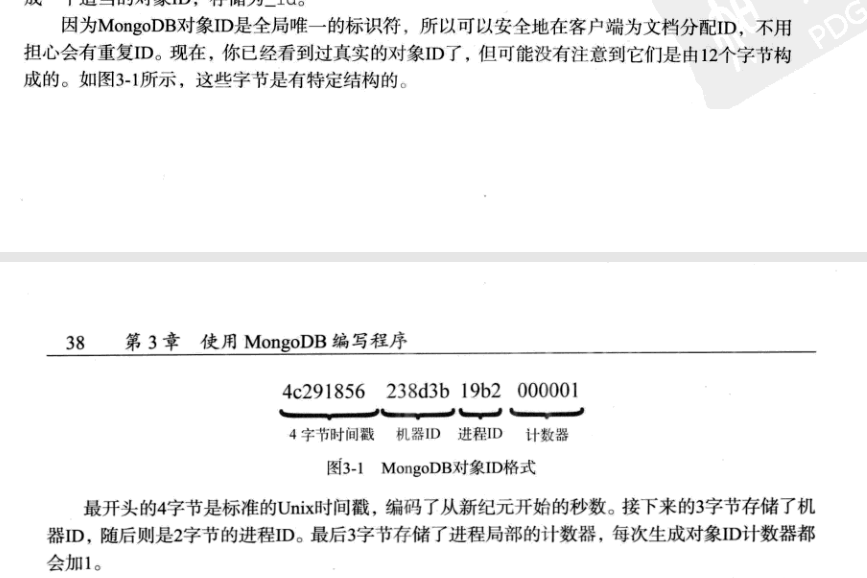 因为MongoDB对象ID是全局唯一的标识符，所以可以安全地在客户端为文档分配ID，不用
担心会有重复ID。现在，你已经看到过真实的对象ID了，但可能没有注意到它们是由12个字节构
成的。如图3-1所示，这些字节是有特定结构的。
38 第3章 使用MongoDB编写程序
4c291856 238d3b 19b2 000001
4字节时间戳 机器ID 进程ID 计数器
图3-1 MongoDB对象ID格式
最开头的4字节是标准的Unix时间戳，编码了从新纪元开始的秒数。接下来的3字节存储了机
器ID，随后则是2字节的进程ID。最后3字节存储了进程局部的计数器，每次生成对象ID计数器都
会加1。